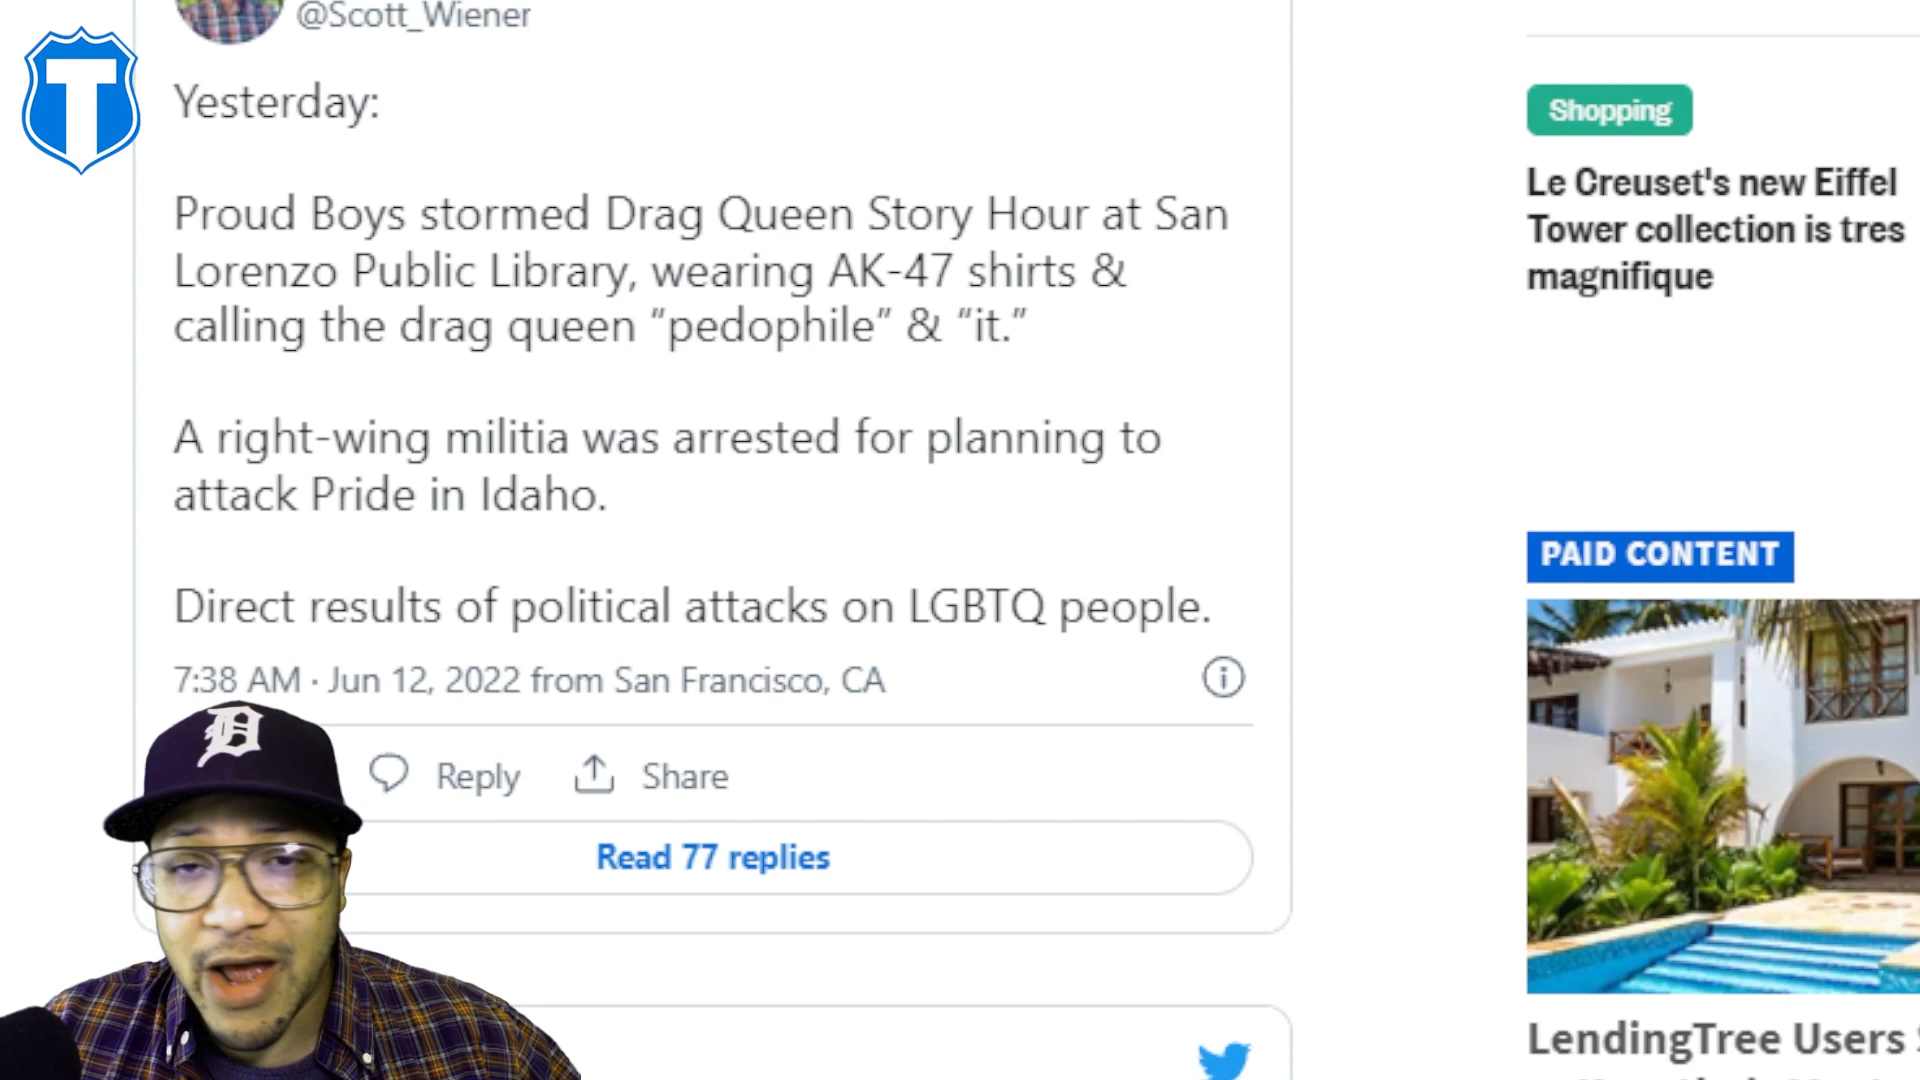 @Scott_Wiener
T
Yesterday:
Proud Boys stormed Drag Queen Story Hour at San
Lorenzo Public Library, wearing AK-47 shirts &
calling the drag queen “pedophile” & “it.”
A right-wing militia was arrested for planning to
attack Pride in Idaho.
Direct results of political attacks on LGBTQ people.
7:38 AM · Jun 12, 2022 from San Francisco, CA
Reply
Share
Read 77 replies
D
Shopping
Le Creuset's new Eiffel
Tower collection is tres
magnifique
PAID CONTENT
LendingTree Users